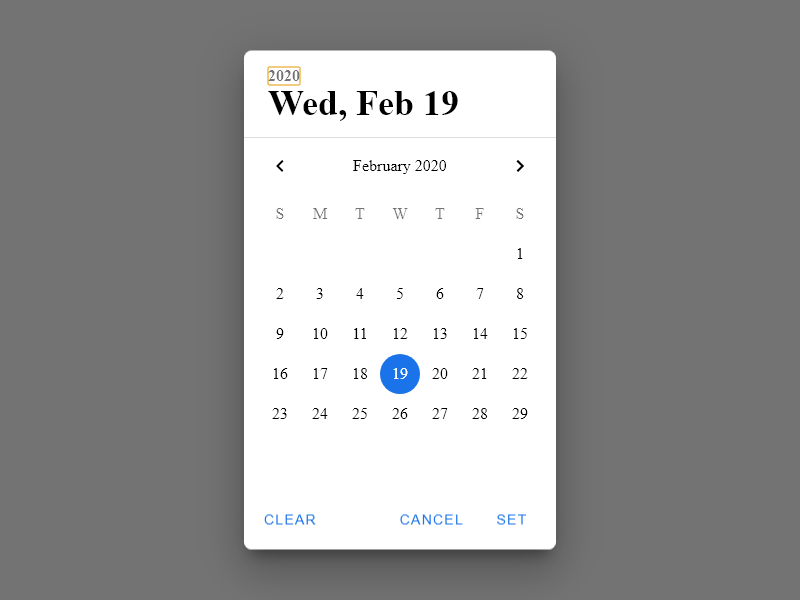 2020
Wed, Feb 19
February 2020
S M T W T F S
1
2 3 4 5 6 7 8
9 10 11 12 13 14 15
16 17 18 19 20 21 22
23 24 25 26 27 28 29
CLEAR CANCEL SET